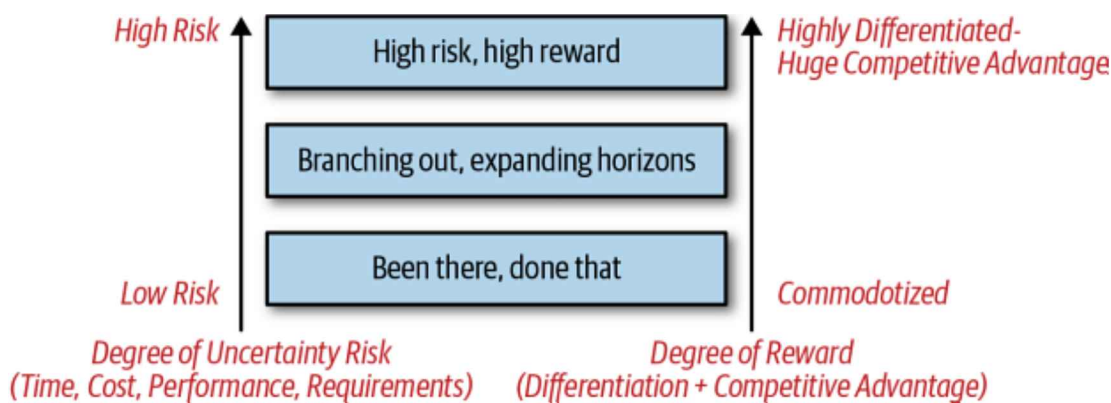 High Risk
High risk, high reward
Highly Differentiated-
Huge Competitive Advantage
Branching out, expanding horizons
Been there, done that
Low Risk
Commodotized
Degree of Uncertainty Risk
(Time, Cost, Performance, Requirements)
Degree of Reward
(Differentiation + Competitive Advantage)